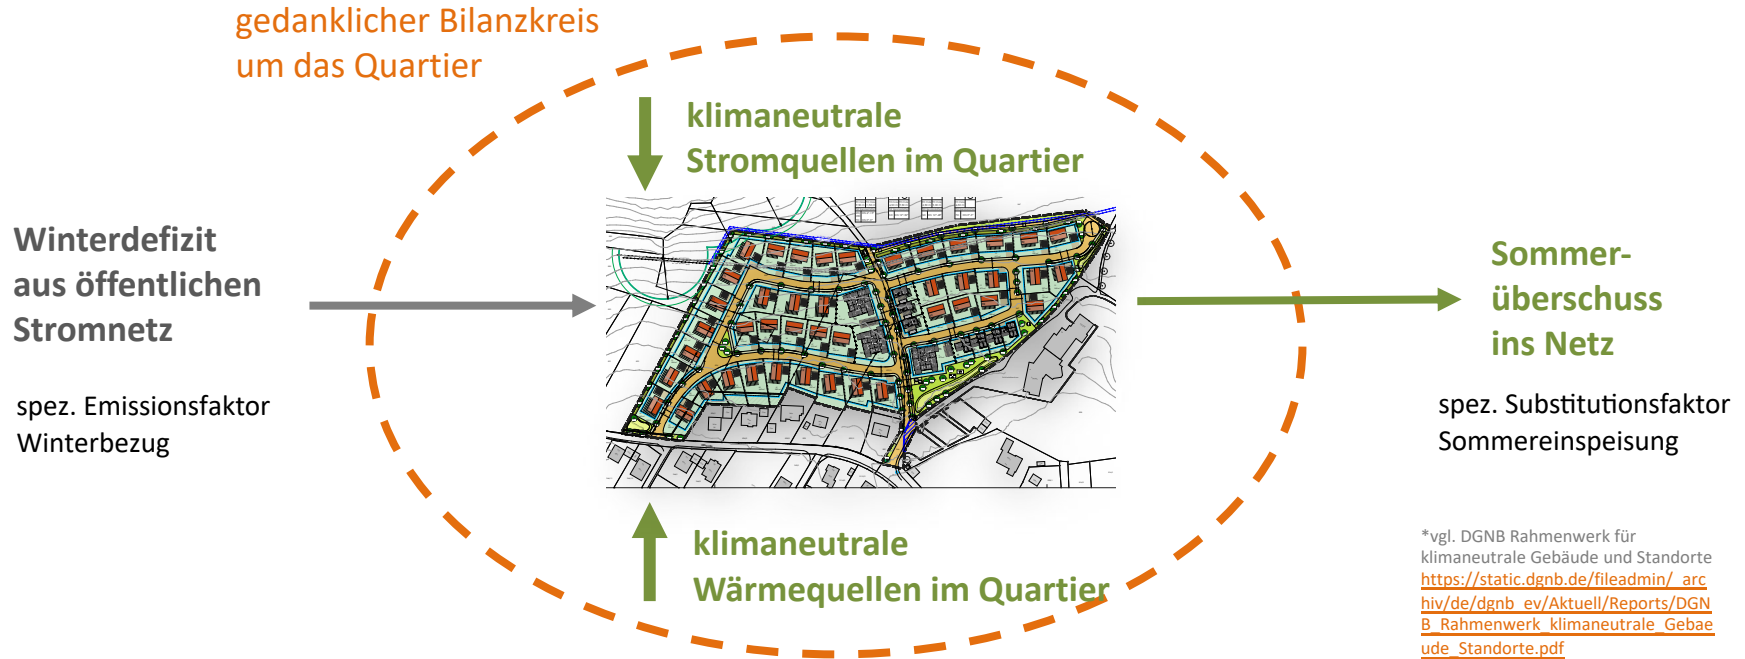 gedanklicher Bilanzkreis
um das Quartier
klimaneutrale
Stromquellen im Quartier
Winterdefizit
aus öffentlichen
Stromnetz
spez. Emissionsfaktor
Winterbezug
Sommer-
überschuss
ins Netz
spez. Substitutionsfaktor
Sommereinspeisung
klimaneutrale
Wärmequellen im Quartier
*vgl. DGNB Rahmenwerk für
klimaneutrale Gebäude und Standorte
https://static.dgnb.de/fileadmin/_arc
hiv/de/dgnb_ev/Aktuell/Reports/DGN
B_Rahmenwerk_klimaneutrale_Gebae
ude_Standorte.pdf